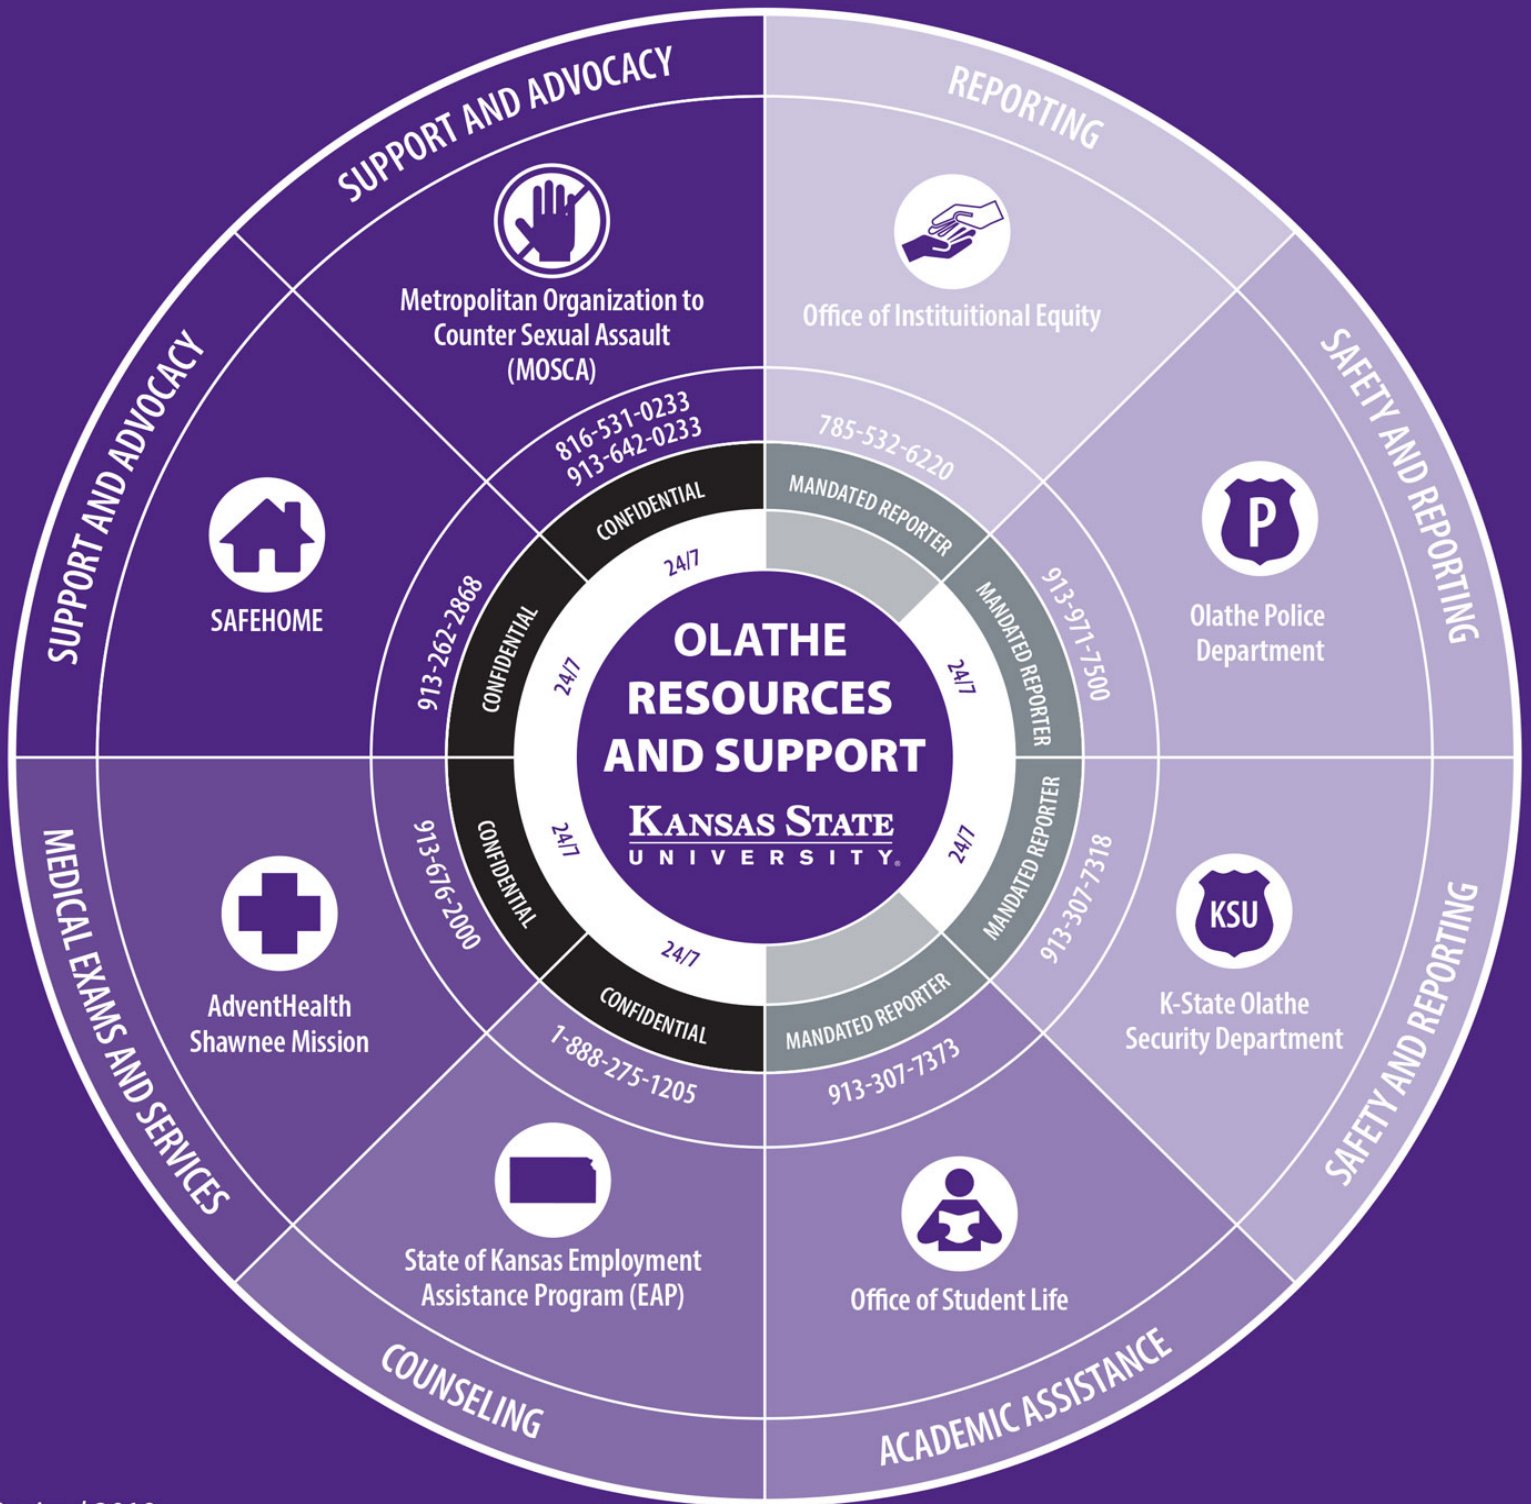 SUPPORT AND ADVOCACY
Metropolitan Organization to
Counter Sexual Assault
(MOSCA)
816-531-0233
913-642-0233
CONFIDENTIAL
24/7
REPORTING
Office of Instituitional Equity
785-532-6220
MANDATED REPORTER
SAFETY AND REPORTING
P
Olathe Police
Department
913-971-7500
MANDATED REPORTER
24/7
SAFETY AND REPORTING
KSU
K-State Olathe
Security Department
913-307-7318
MANDATED REPORTER
24/7
ACADEMIC ASSISTANCE
Office of Student Life
913-307-7373
MANDATED REPORTER
COUNSELING
State of Kansas Employment
Assistance Program (EAP)
1-888-275-1205
CONFIDENTIAL
24/7
MEDICAL EXAMS AND SERVICES
AdventHealth
Shawnee Mission
913-676-2000
CONFIDENTIAL
24/7
SUPPORT AND ADVOCACY
SAFEHOME
913-262-2868
CONFIDENTIAL
24/7
OLATHE
RESOURCES
AND SUPPORT
KANSAS STATE
UNIVERSITY®